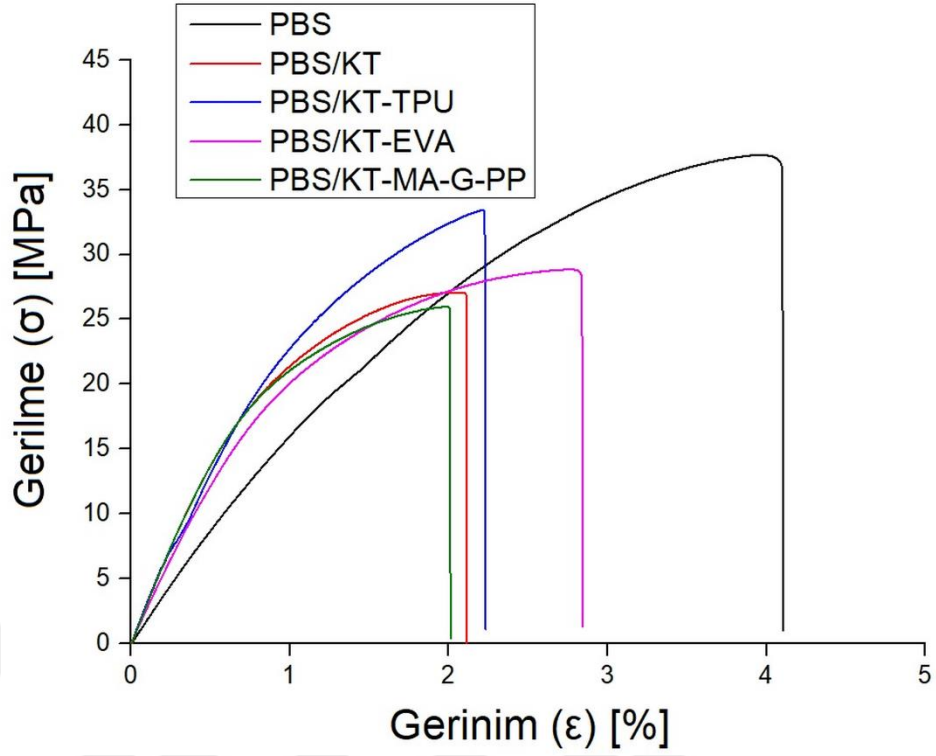 PBS
PBS/KT
PBS/KT-TPU
PBS/KT-EVA
PBS/KT-MA-G-PP
45
40
35
30
25
20
15
10
5
0
Gerilme (σ) [MPa]
0 1 2 3 4 5
Gerinim (ε) [%]